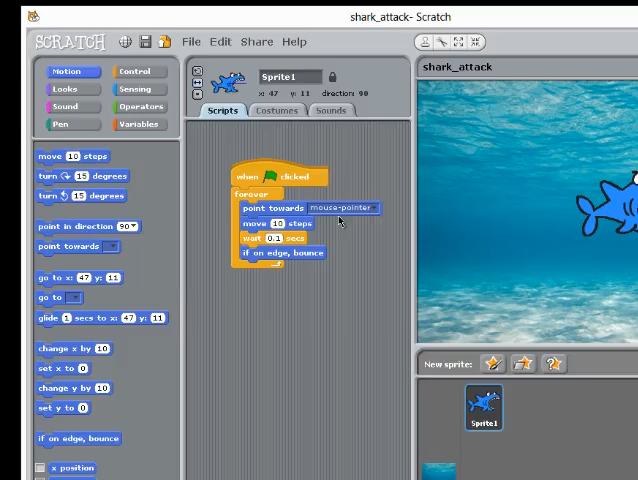 shark_attack- Scratch
SCRATCH File Edit Share Help
Motion Control
Looks Sensing
Sound Operators
Pen Variables
Sprite1
x: 47 y: 11 direction: 90
Scripts Costumes Sounds
shark_attack
move 10 steps
turn 15 degrees
turn 15 degrees
point in direction 90
point towards
go to x: 47 y: 11
go to
glide 1 secs to x: 47 y: 11
change x by 10
set x to 0
change y by 10
set y to 0
if on edge, bounce
x position
when clicked
forever
point towards mouse-pointer
move 10 steps
wait 0.1 secs
if on edge, bounce
New sprite:
Sprite1